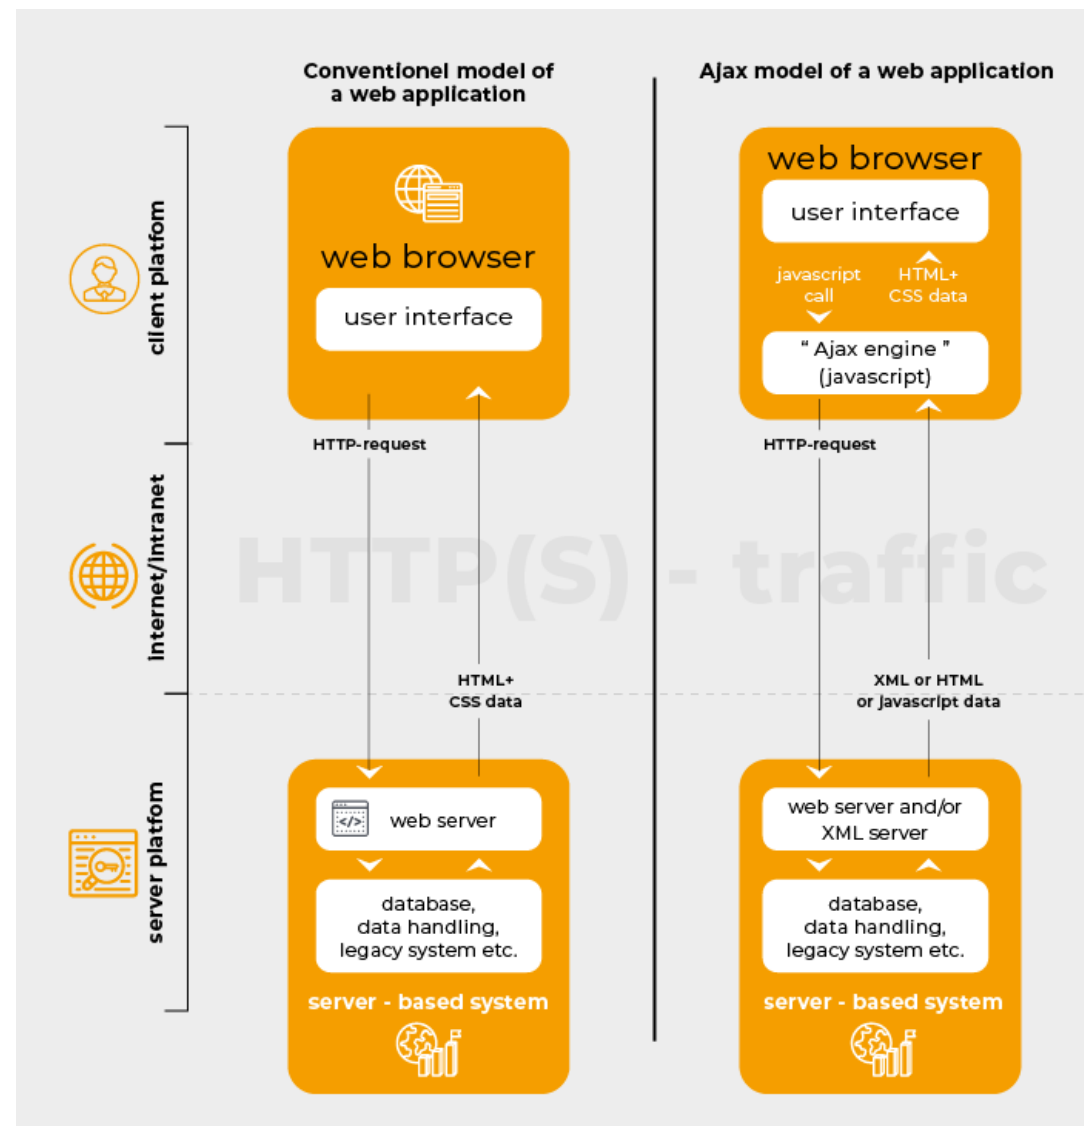 Conventionel model of
a web application
Ajax model of a web application
client platfom
internet/intranet
server platfom
web browser
user interface
HTTP-request
HTML+
CSS data
</>
web server
database,
data handling,
legacy system etc.
server - based system
web browser
user interface
javascript
call
HTML+
CSS data
“ Ajax engine ”
(javascript)
HTTP-request
XML or HTML
or javascript data
web server and/or
XML server
database,
data handling,
legacy system etc.
server - based system
HTTP(S) - traffic